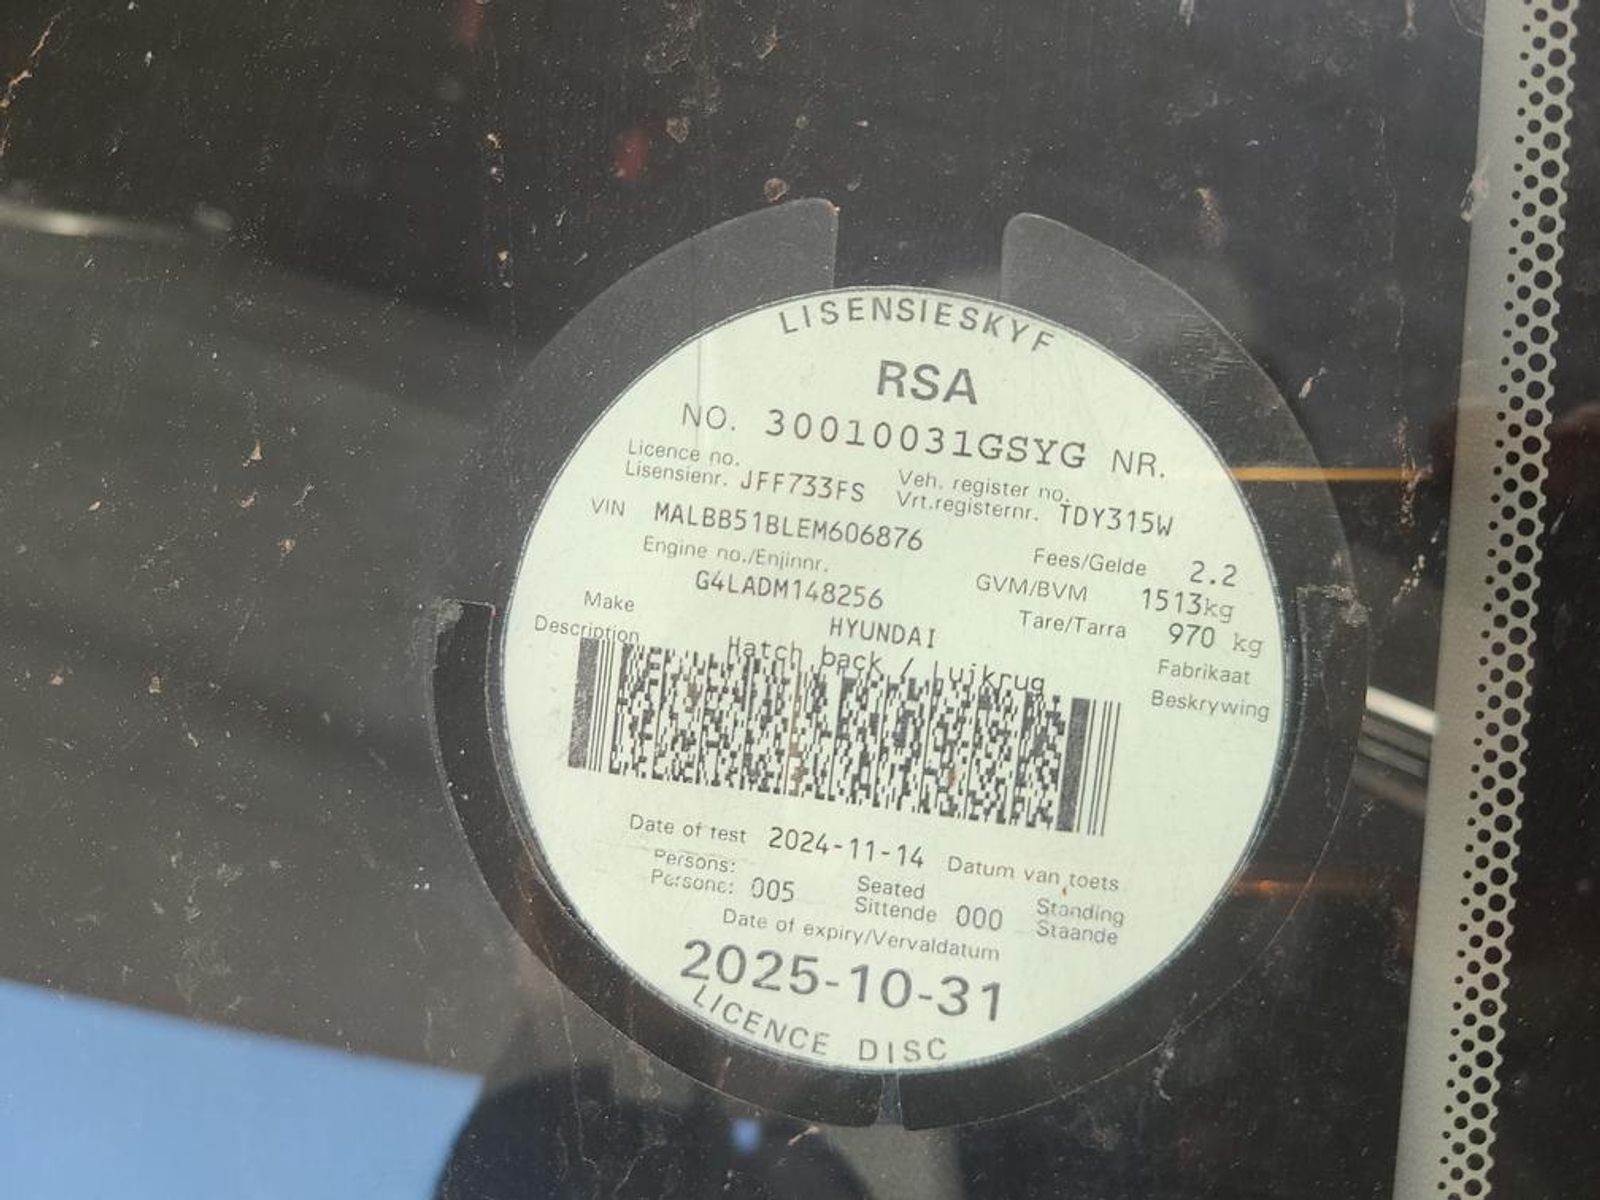 LISENSIESKYF
RSA
NO. 30010031GSYG NR.
Licence no.
Lisensienr. JFF733FS
Veh. register no.
Vrt.registernr. TDY315W
VIN MALBB51BLEM606876
Engine no./Enjinnr.
G4LADM148256
Fees/Gelde 2.2
GVM/BVM 1513kg
Tare/Tarra 970 kg
Make HYUNDAI Fabrikaat
Description Hatch back / Luikrug Beskrywing
Date of test 2024-11-14 Datum van toets
Persons:
Persone: 005
Seated
Sittende 000
Standing
Staande
Date of expiry/Vervaldatum
2025-10-31
LICENCE DISC